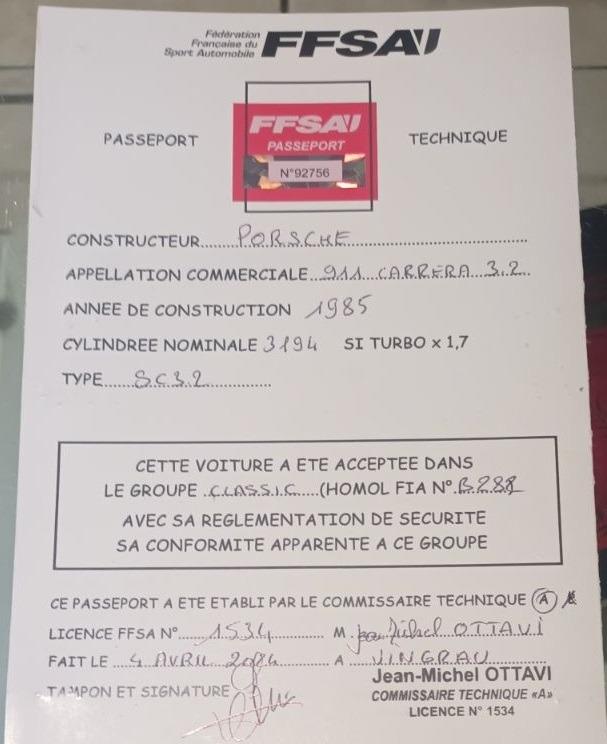 Fédération
Française du
Sport Automobile
FFSA
PASSEPORT
FFSA
PASSEPORT
N°92756
TECHNIQUE
CONSTRUCTEUR......PORSCHE..............................
APPELLATION COMMERCIALE...911...CARRERA...3.2..
ANNEE DE CONSTRUCTION 1985
CYLINDREE NOMINALE 3194 SI TURBO x 1,7
TYPE......SC3.2.............
CETTE VOITURE A ETE ACCEPTEE DANS
LE GROUPE .CLASSIC....(HOMOL FIA N°.B288
AVEC SA REGLEMENTATION DE SECURITE
SA CONFORMITE APPARENTE A CE GROUPE
CE PASSEPORT A ETE ETABLI PAR LE COMMISSAIRE TECHNIQUE A
LICENCE FFSA N°......1534............ M. Jean Michel OTTAVI
FAIT LE ...4 AVRIL ............ A ....VINGRAU..........
Jean-Michel OTTAVI
TAMPON ET SIGNATURE
COMMISSAIRE TECHNIQUE «A»
LICENCE N° 1534